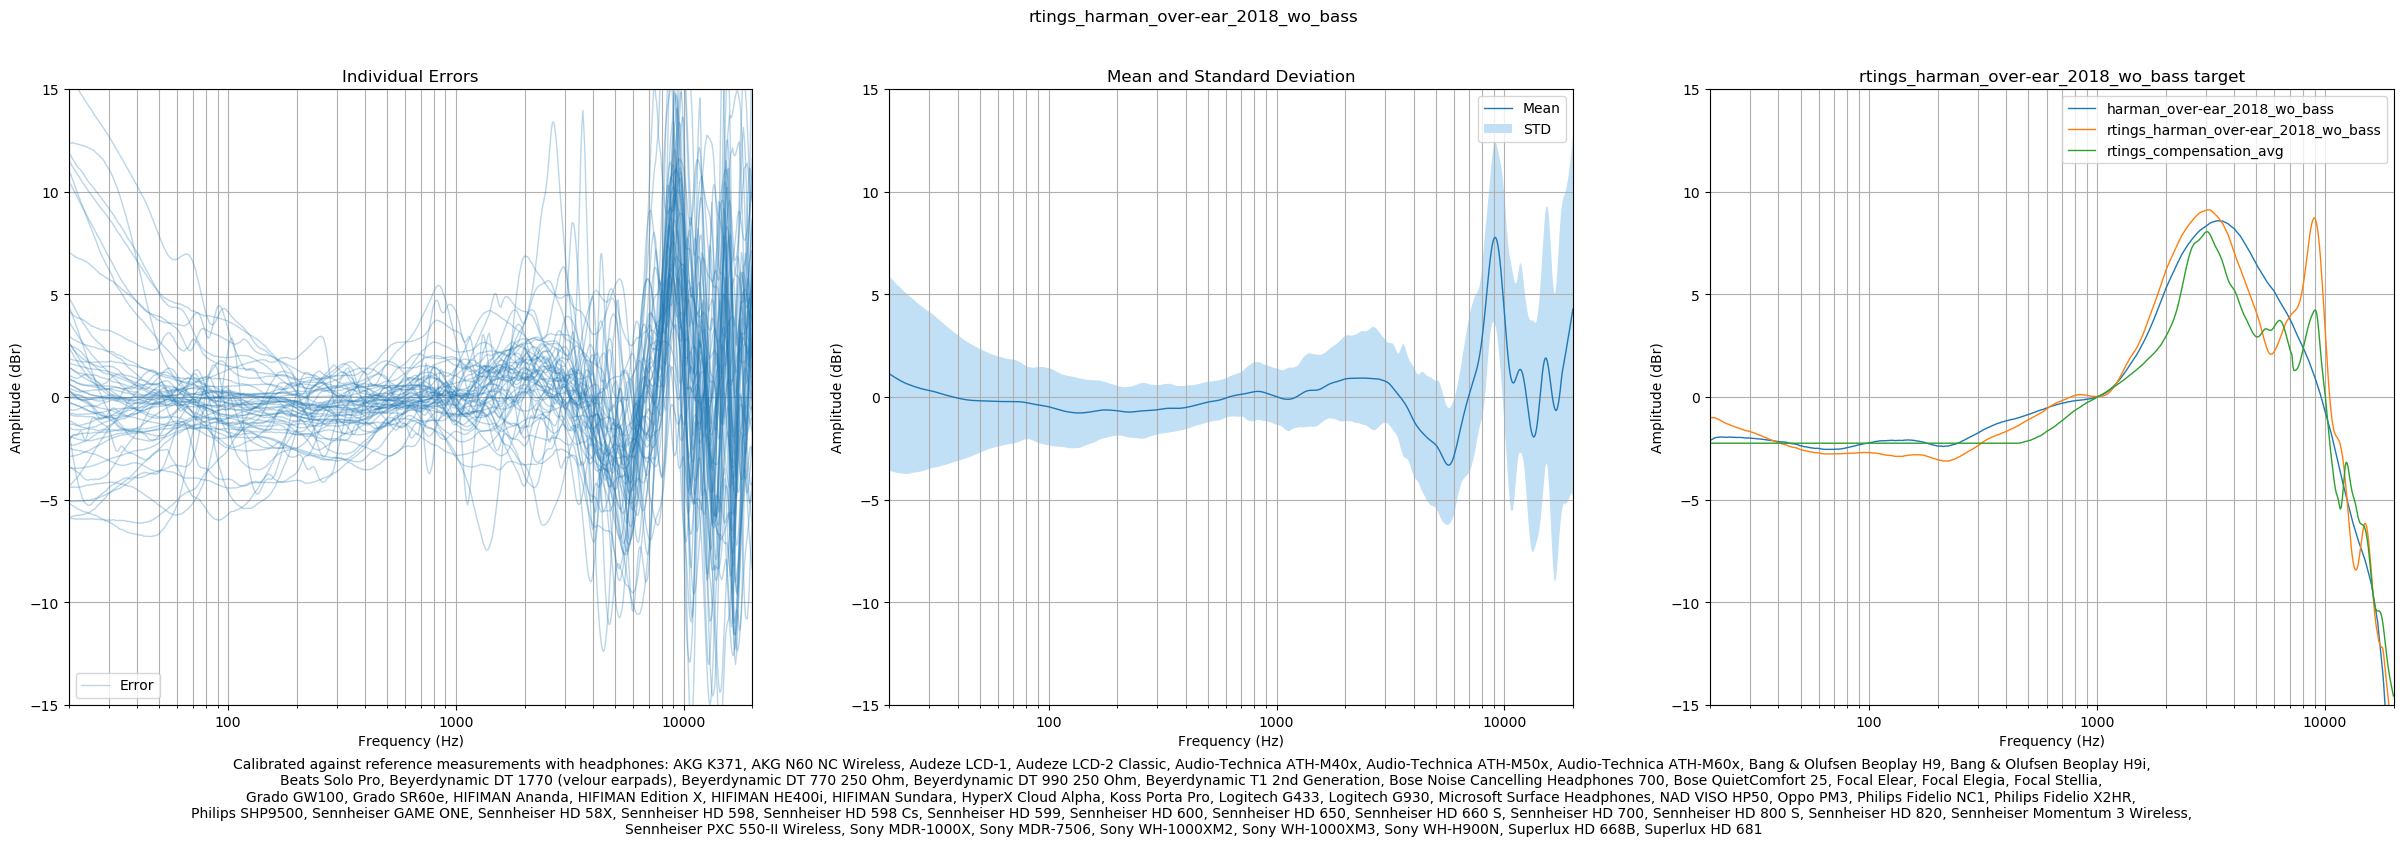 rtings_harman_over-ear_2018_wo_bass
Individual Errors
15
10
5
0
−5
−10
−15
Amplitude (dBr)
Error
100
1000
10000
Frequency (Hz)
Mean and Standard Deviation
15
10
5
0
−5
−10
−15
Amplitude (dBr)
Mean
STD
100
1000
10000
Frequency (Hz)
rtings_harman_over-ear_2018_wo_bass target
15
10
5
0
−5
−10
−15
Amplitude (dBr)
harman_over-ear_2018_wo_bass
rtings_harman_over-ear_2018_wo_bass
rtings_compensation_avg
100
1000
10000
Frequency (Hz)
Calibrated against reference measurements with headphones: AKG K371, AKG N60 NC Wireless, Audeze LCD-1, Audeze LCD-2 Classic, Audio-Technica ATH-M40x, Audio-Technica ATH-M50x, Audio-Technica ATH-M60x, Bang & Olufsen Beoplay H9, Bang & Olufsen Beoplay H9i,
Beats Solo Pro, Beyerdynamic DT 1770 (velour earpads), Beyerdynamic DT 770 250 Ohm, Beyerdynamic DT 990 250 Ohm, Beyerdynamic T1 2nd Generation, Bose Noise Cancelling Headphones 700, Bose QuietComfort 25, Focal Elear, Focal Elegia, Focal Stellia,
Grado GW100, Grado SR60e, HIFIMAN Ananda, HIFIMAN Edition X, HIFIMAN HE400i, HIFIMAN Sundara, HyperX Cloud Alpha, Koss Porta Pro, Logitech G433, Logitech G930, Microsoft Surface Headphones, NAD VISO HP50, Oppo PM3, Philips Fidelio NC1, Philips Fidelio X2HR,
Philips SHP9500, Sennheiser GAME ONE, Sennheiser HD 58X, Sennheiser HD 598, Sennheiser HD 598 Cs, Sennheiser HD 599, Sennheiser HD 600, Sennheiser HD 650, Sennheiser HD 660 S, Sennheiser HD 700, Sennheiser HD 800 S, Sennheiser HD 820, Sennheiser Momentum 3 Wireless,
Sennheiser PXC 550-II Wireless, Sony MDR-1000X, Sony MDR-7506, Sony WH-1000XM2, Sony WH-1000XM3, Sony WH-H900N, Superlux HD 668B, Superlux HD 681